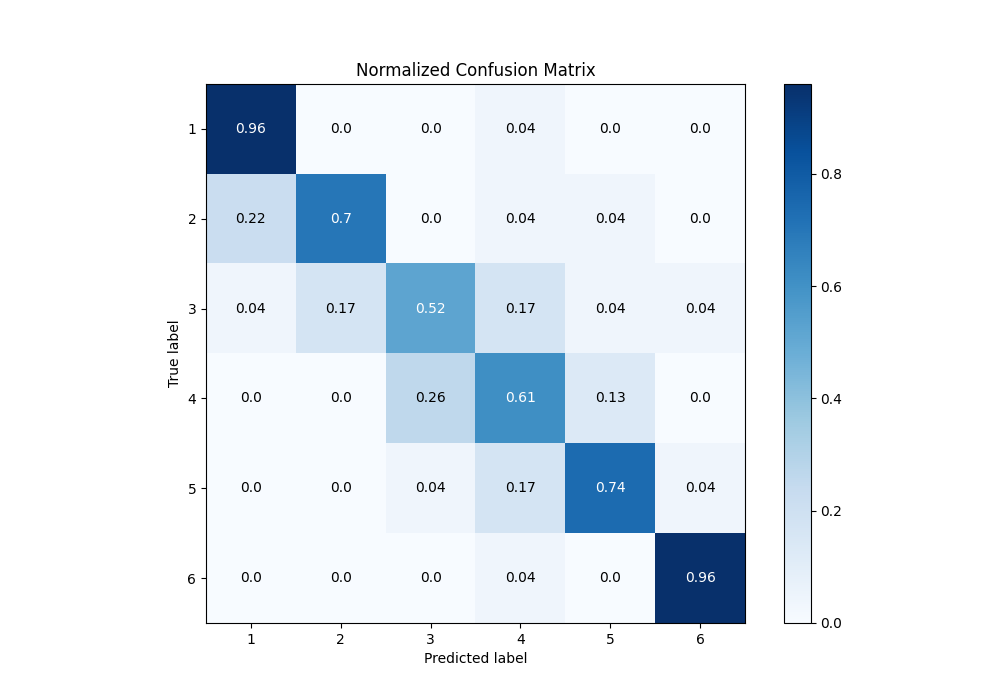 Normalized Confusion Matrix
True label
1 0.96 0.0 0.0 0.04 0.0 0.0
2 0.22 0.7 0.0 0.04 0.04 0.0
3 0.04 0.17 0.52 0.17 0.04 0.04
4 0.0 0.0 0.26 0.61 0.13 0.0
5 0.0 0.0 0.04 0.17 0.74 0.04
6 0.0 0.0 0.0 0.04 0.0 0.96
1 2 3 4 5 6
Predicted label
0.8
0.6
0.4
0.2
0.0